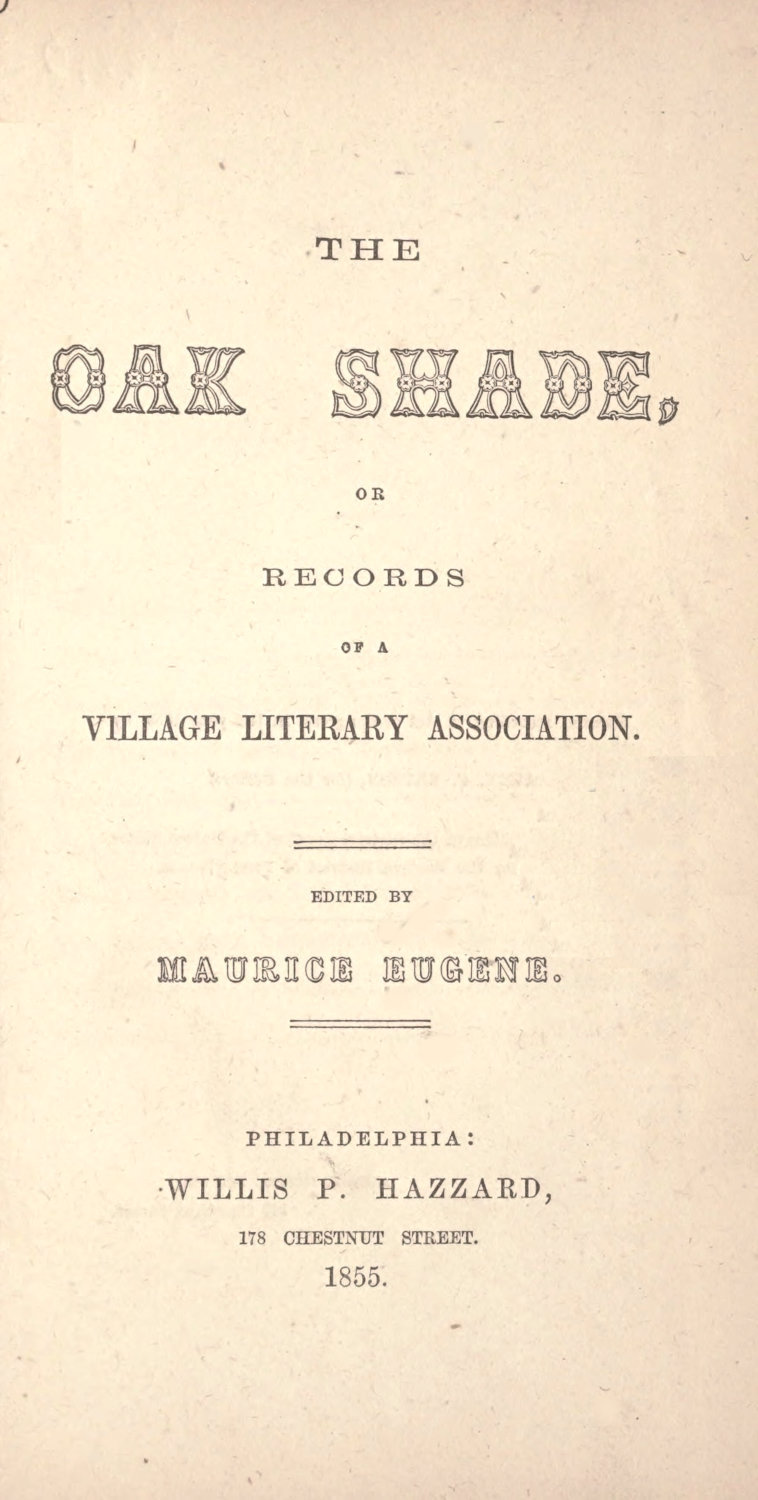 THE
OAK SHADE,
OR
RECORDS
OF A
VILLAGE LITERARY ASSOCIATION.
EDITED BY
MAURICE EUGENE.
PHILADELPHIA:
WILLIS P. HAZZARD,
178 CHESTNUT STREET.
1855.